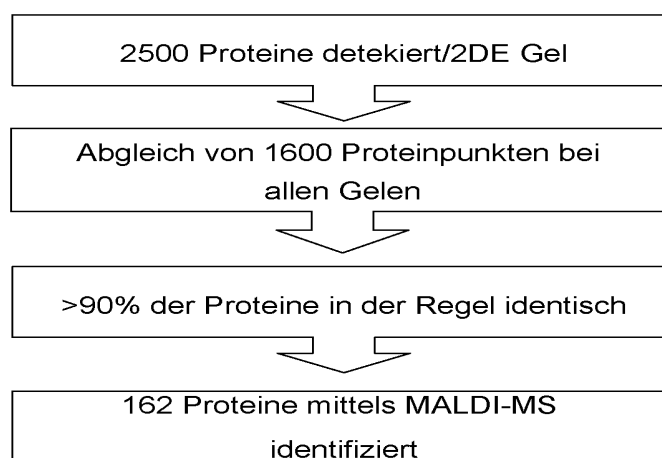 2500 Proteine detekiert/2DE Gel
Abgleich von 1600 Proteinpunkten bei
allen Gelen
>90% der Proteine in der Regel identisch
162 Proteine mittels MALDI-MS
identifiziert